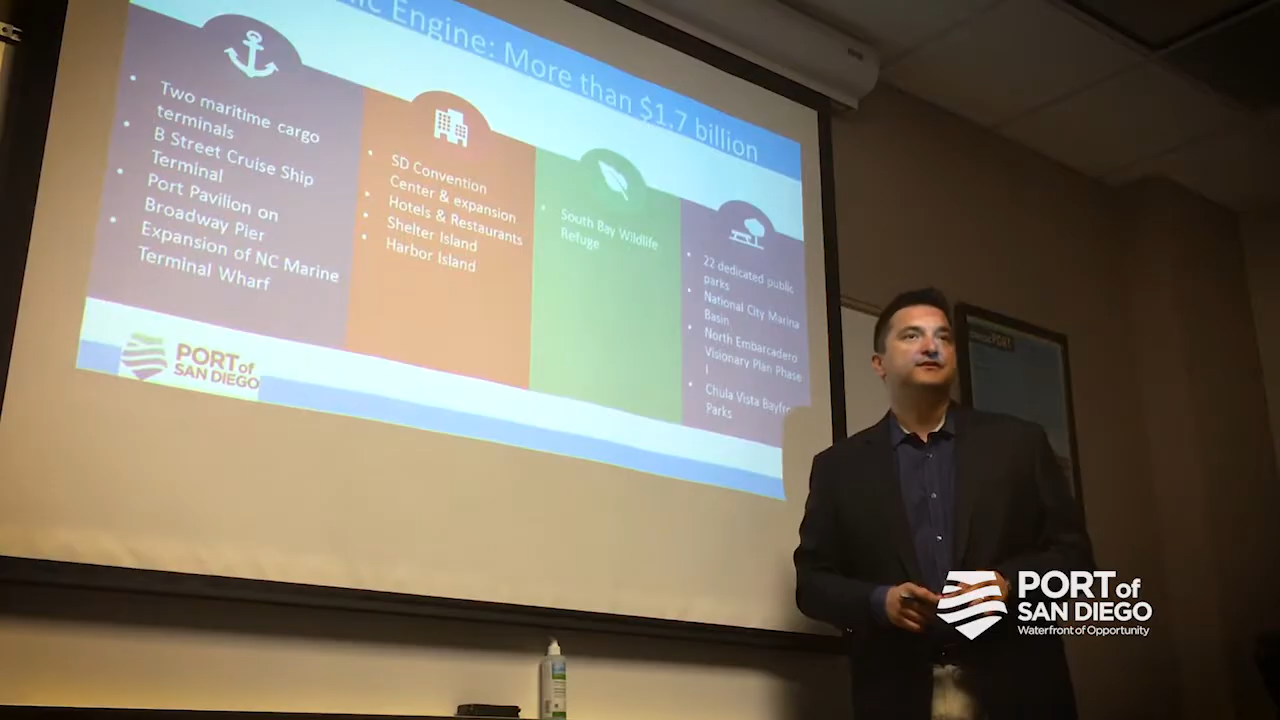 Engine: More than $1.7 billion
• Two maritime cargo
terminals
• B Street Cruise Ship
Terminal
• Port Pavilion on
Broadway Pier
• Expansion of NC Marine
Terminal Wharf
• SD Convention
Center & expansion
• Hotels & Restaurants
• Shelter Island
• Harbor Island
• South Bay Wildlife
Refuge
• 22 dedicated public
parks
• National City Marina
Basin
• North Embarcadero
Visionary Plan Phase
I
• Chula Vista Bayfr
Parks
PORT of
SAN DIEGO
PORT of
SAN DIEGO
Waterfront of Opportunity